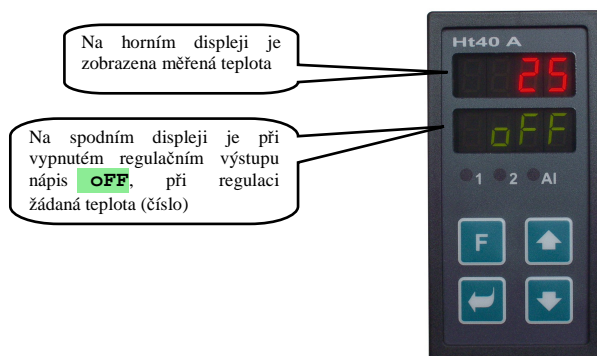 Na horním displeji je
zobrazena měřená teplota
Na spodním displeji je při
vypnutém regulačním výstupu
nápis oFF, při regulaci
žádaná teplota (číslo)
Ht40 A
25
oFF
1 2 Al
F